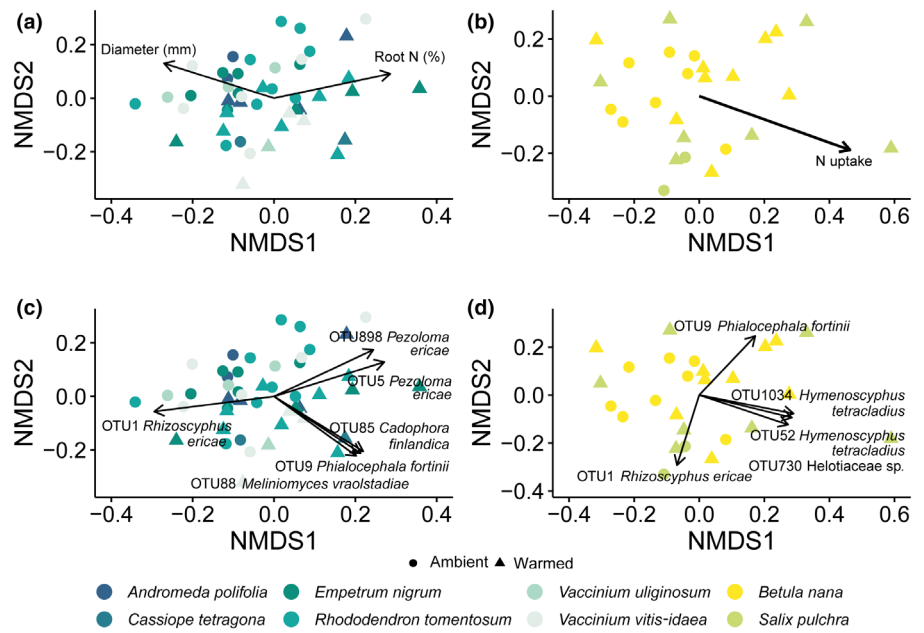 (a)
0.2
0.0
−0.2
NMDS2
Diameter (mm)
Root N (%)
−0.4
−0.2
0.0
0.2
0.4
NMDS1
(b)
0.2
0.0
−0.2
−0.4
NMDS2
N uptake
−0.4
−0.2
0.0
0.2
0.4
0.6
NMDS1
(c)
0.2
0.0
−0.2
NMDS2
OTU898 Pezoloma
ericae
OTU5 Pezoloma
ericae
OTU1 Rhizoscyphus
ericae
OTU85 Cadophora
finlandica
OTU9 Phialocephala fortinii
OTU88 Meliniomyces vraolstadiae
−0.4
−0.2
0.0
0.2
0.4
NMDS1
(d)
0.2
0.0
−0.2
−0.4
NMDS2
OTU9 Phialocephala fortinii
OTU1034 Hymenoscyphus
tetracladius
OTU52 Hymenoscyphus
tetracladius
OTU730 Helotiaceae sp.
OTU1 Rhizoscyphus ericae
−0.4
−0.2
0.0
0.2
0.4
0.6
NMDS1
Ambient Warmed
Andromeda polifolia Empetrum nigrum Vaccinium uliginosum Betula nana
Cassiope tetragona Rhododendron tomentosum Vaccinium vitis-idaea Salix pulchra